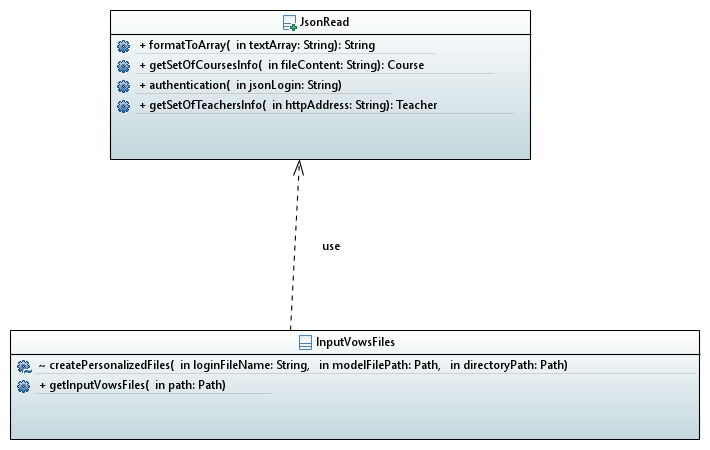 JsonRead
+ formatToArray( in textArray: String): String
+ getSetOfCoursesInfo( in fileContent: String): Course
+ authentication( in jsonLogin: String)
+ getSetOfTeachersInfo( in httpAddress: String): Teacher
use
InputVowsFiles
~ createPersonalizedFiles( in loginFileName: String, in modelFilePath: Path, in directoryPath: Path)
+ getInputVowsFiles( in path: Path)